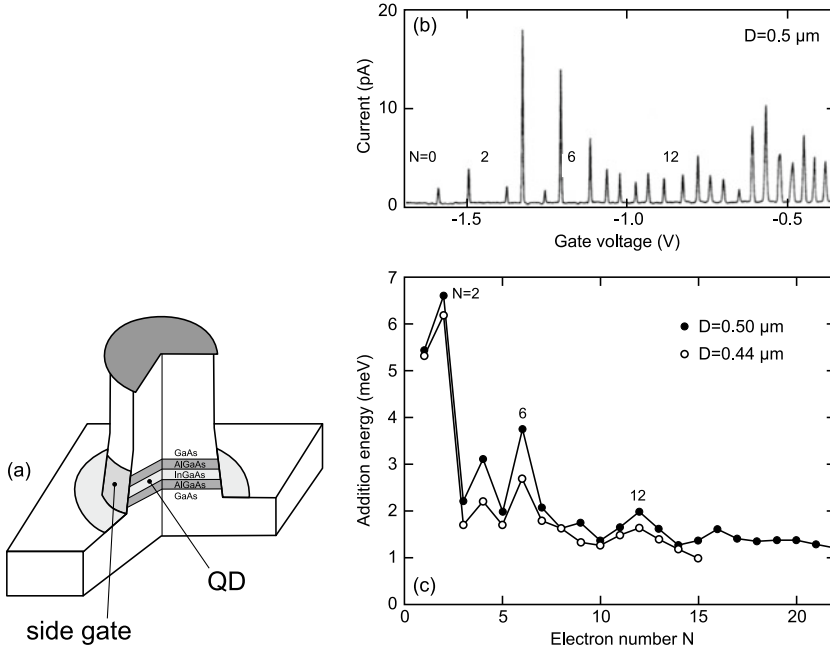 (a)
GaAs
AlGaAs
InGaAs
AlGaAs
GaAs
QD
side gate
(b)
D=0.5 μm
Current (pA)
20
10
0
N=0
2
6
12
-1.5
-1.0
-0.5
Gate voltage (V)
(c)
Addition energy (meV)
7
6
5
4
3
2
1
0
N=2
6
12
D=0.50 μm
D=0.44 μm
0
5
10
15
20
Electron number N